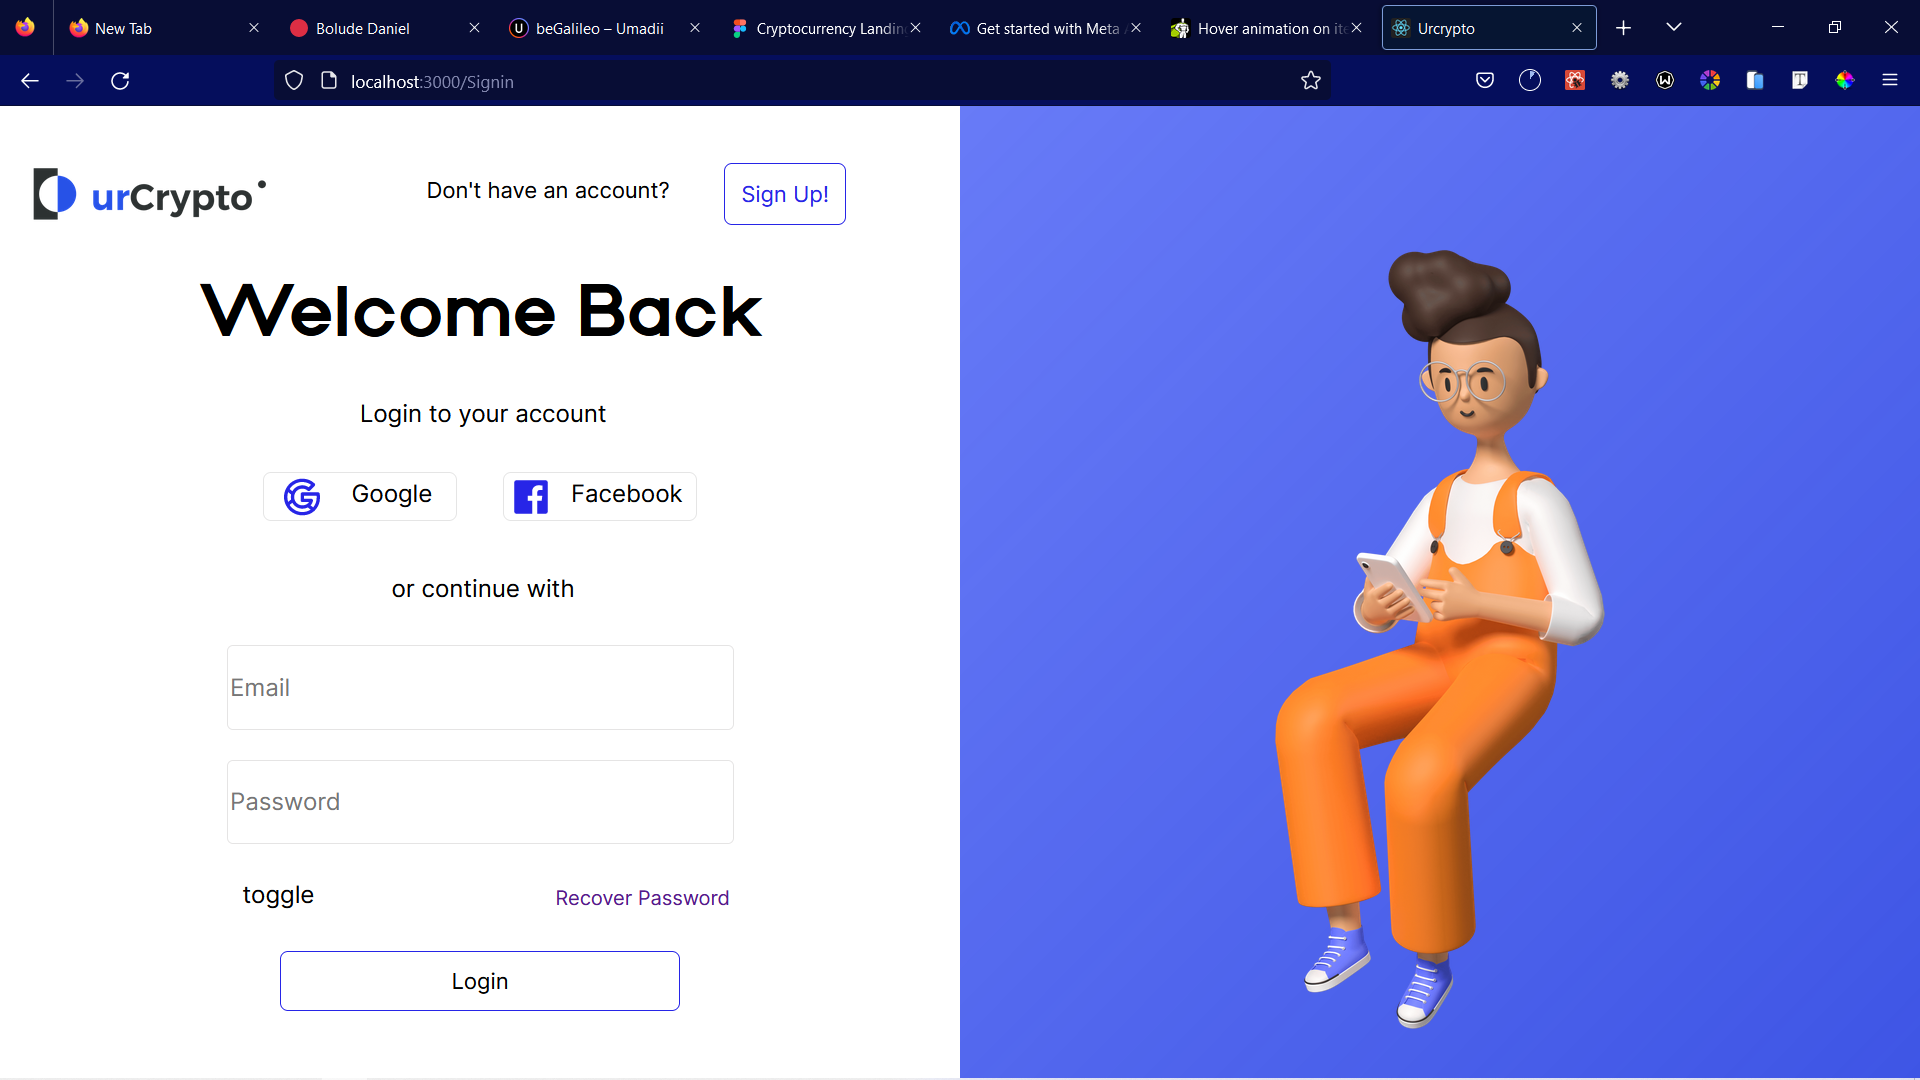 New Tab
Bolude Daniel
beGalileo – Umadii
Cryptocurrency Landin
Get started with Meta
Hover animation on ite
Urcrypto
localhost:3000/Signin
urCrypto
Don't have an account?
Sign Up!
Welcome Back
Login to your account
Google
Facebook
or continue with
Email
Password
toggle
Recover Password
Login